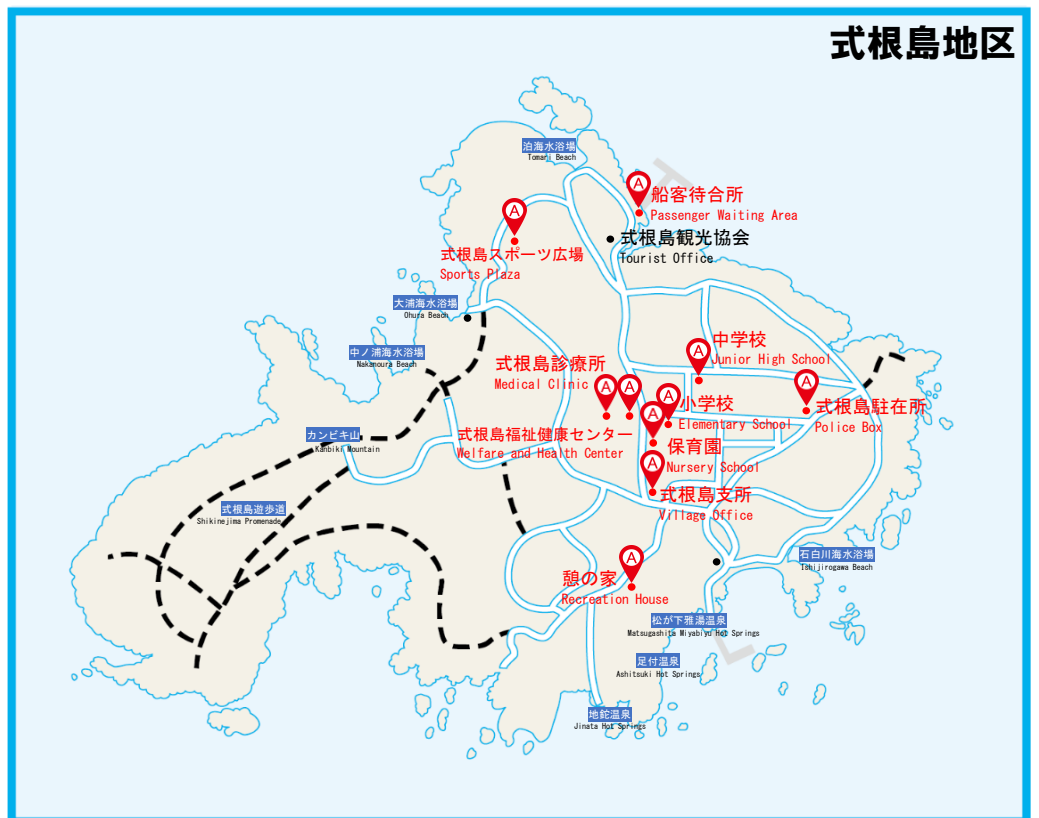 式根島地区
泊海水浴場
Tomari Beach
A
船客待合所
Passenger Waiting Area
A
式根島スポーツ広場
Sports Plaza
式根島観光協会
Tourist Office
大浦海水浴場
Ohura Beach
中ノ浦海水浴場
Nakanoura Beach
A
中学校
Junior High School
式根島診療所
Medical Clinic
A
A
A
小学校
Elementary School
A
式根島駐在所
Police Box
式根島福祉健康センター
Welfare and Health Center
A
保育園
Nursery School
カンビキ山
Kanbiki Mountain
A
式根島支所
Village Office
式根島遊歩道
Shikinejima Promenade
石白川海水浴場
Ishijirogawa Beach
A
憩の家
Recreation House
松が下雅湯温泉
Matsugashita Miyabiyu Hot Springs
足付温泉
Ashitsuki Hot Springs
地鉈温泉
Jinata Hot Springs